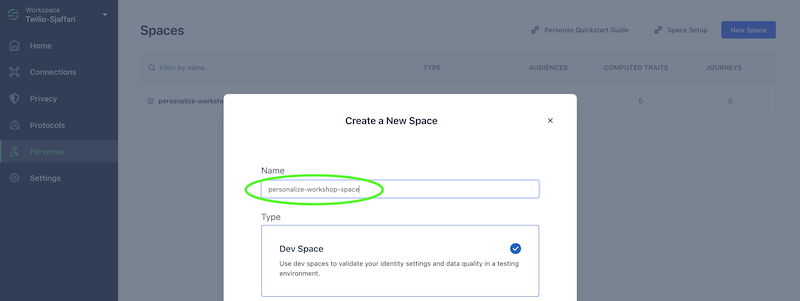 Workspace
Twilio-Sjaffari
Home
Connections
Privacy
Protocols
Personas
Settings
Spaces
Personas Quickstart Guide
Space Setup
New Space
Filter by name...
TYPE
AUDIENCES
COMPUTED TRAITS
JOURNEYS
personalize-worksho
0
0
Create a New Space
×
Name
personalize-workshop-space
Type
Dev Space
Use dev spaces to validate your identity settings and data quality in a testing
environment.